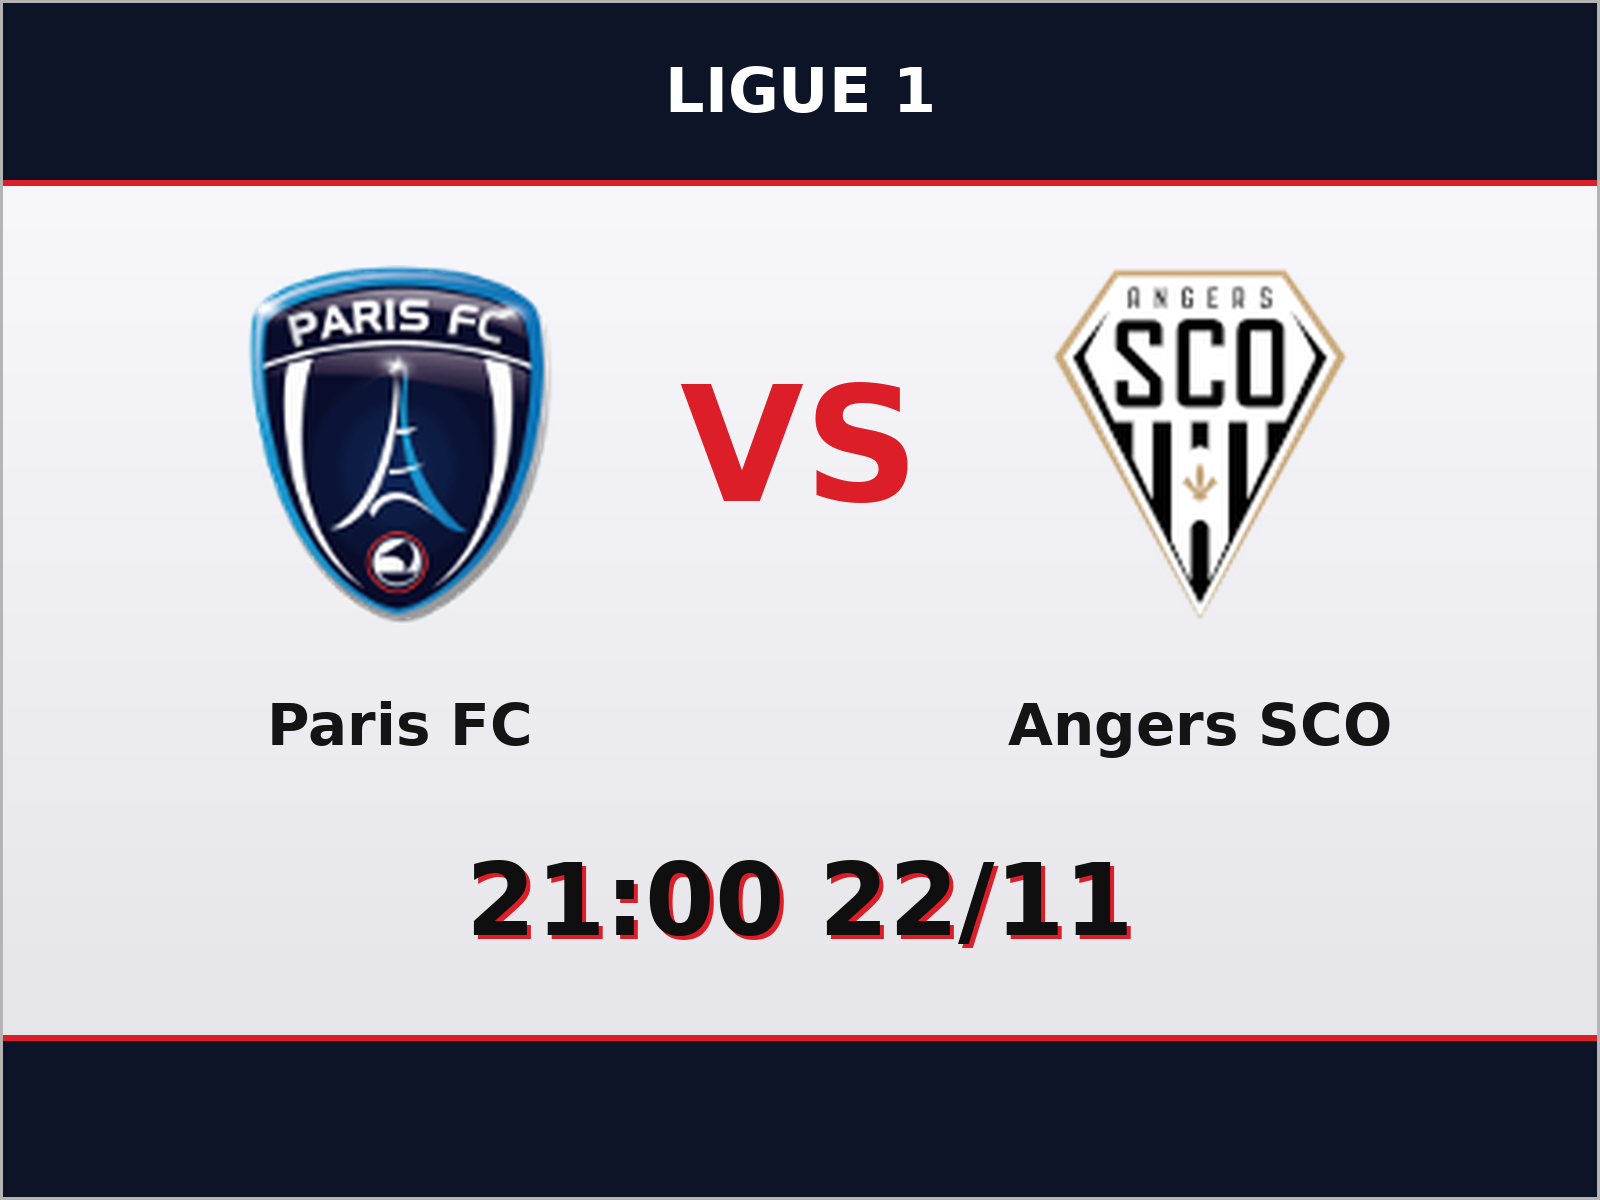 LIGUE 1
PARIS FC
ANGERS
SCO
VS
Paris FC
Angers SCO
21:00 22/11